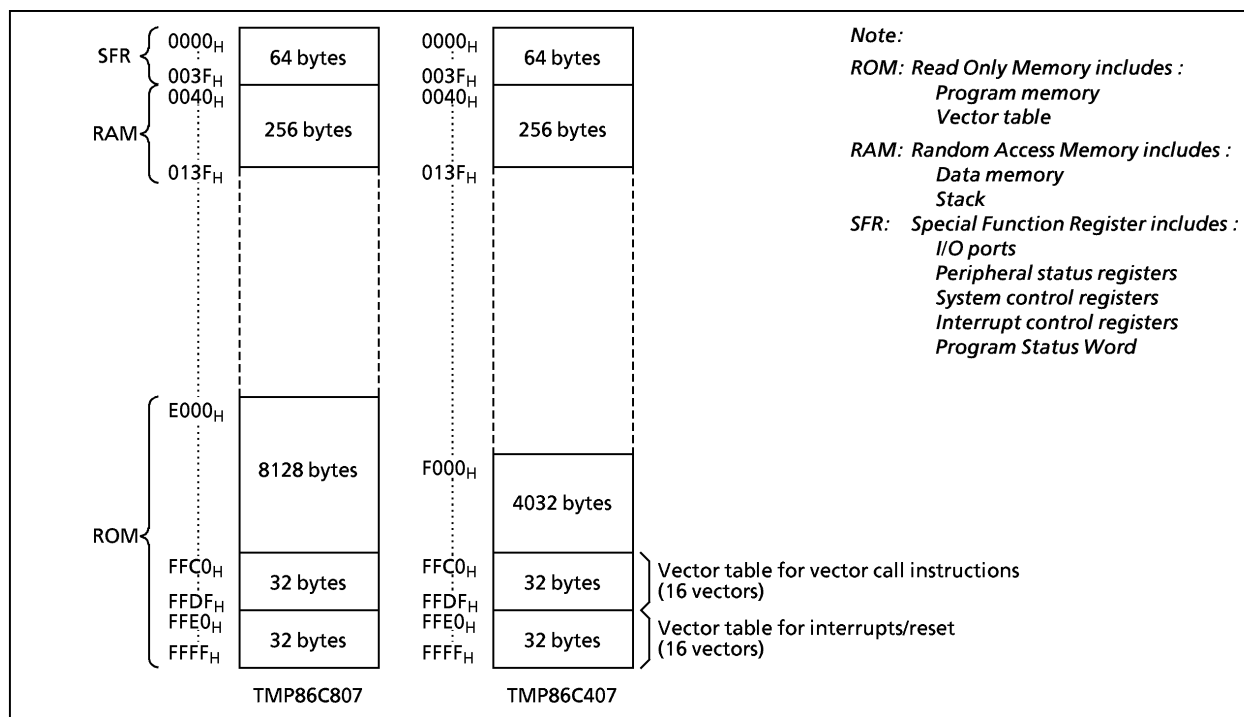 SFR
0000H
003FH
64 bytes
RAM
0040H
013FH
256 bytes
ROM
E000H
8128 bytes
FFC0H
FFDFH
32 bytes
FFE0H
FFFFH
32 bytes
TMP86C807
0000H
003FH
64 bytes
0040H
013FH
256 bytes
F000H
4032 bytes
FFC0H
FFDFH
32 bytes
FFE0H
FFFFH
32 bytes
TMP86C407
Vector table for vector call instructions
(16 vectors)
Vector table for interrupts/reset
(16 vectors)
Note:
ROM: Read Only Memory includes :
Program memory
Vector table
RAM: Random Access Memory includes :
Data memory
Stack
SFR: Special Function Register includes :
I/O ports
Peripheral status registers
System control registers
Interrupt control registers
Program Status Word